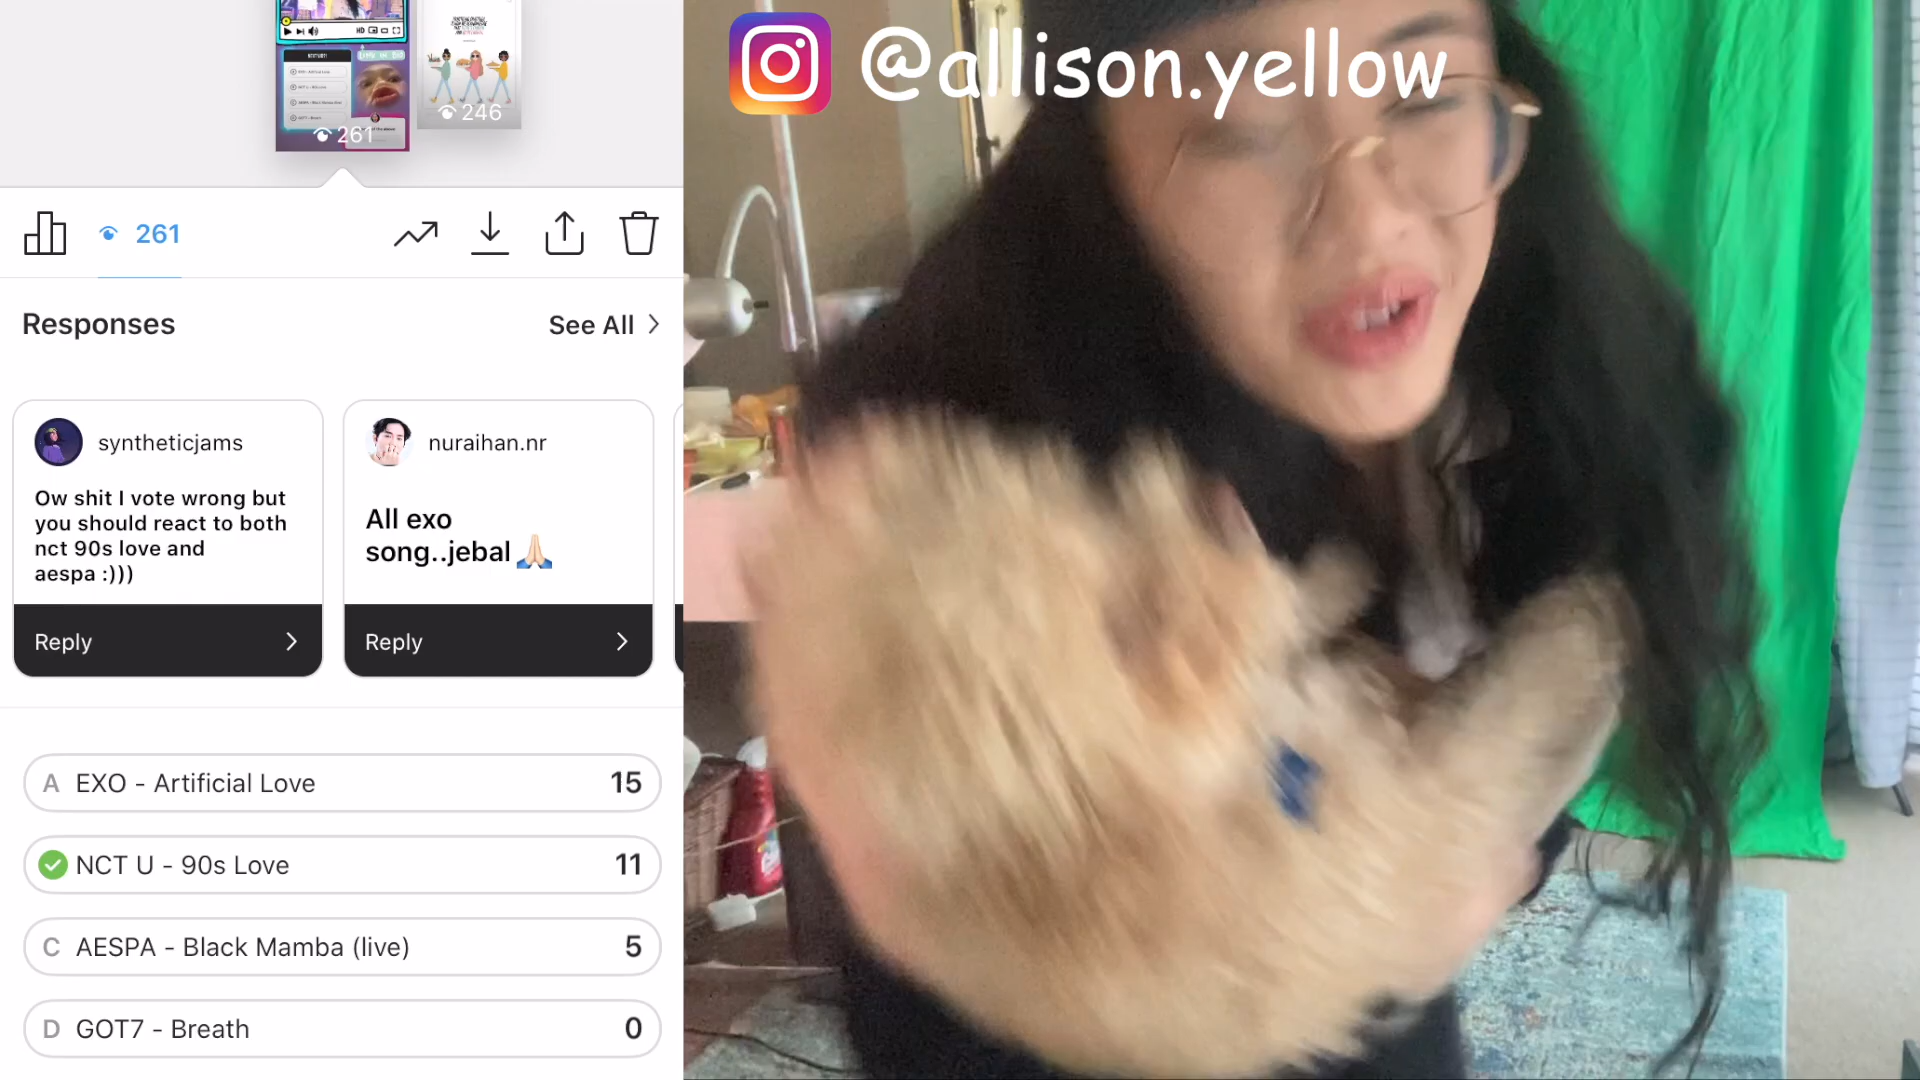 @allison.yellow
HD
261
246
261
Responses
See All
syntheticjams
Ow shit I vote wrong but
you should react to both
nct 90s love and
aespa :)))
Reply
nuraihan.nr
All exo
song..jebal🙏🏻
Reply
A EXO - Artificial Love 15
NCT U - 90s Love 11
C AESPA - Black Mamba (live) 5
D GOT7 - Breath 0